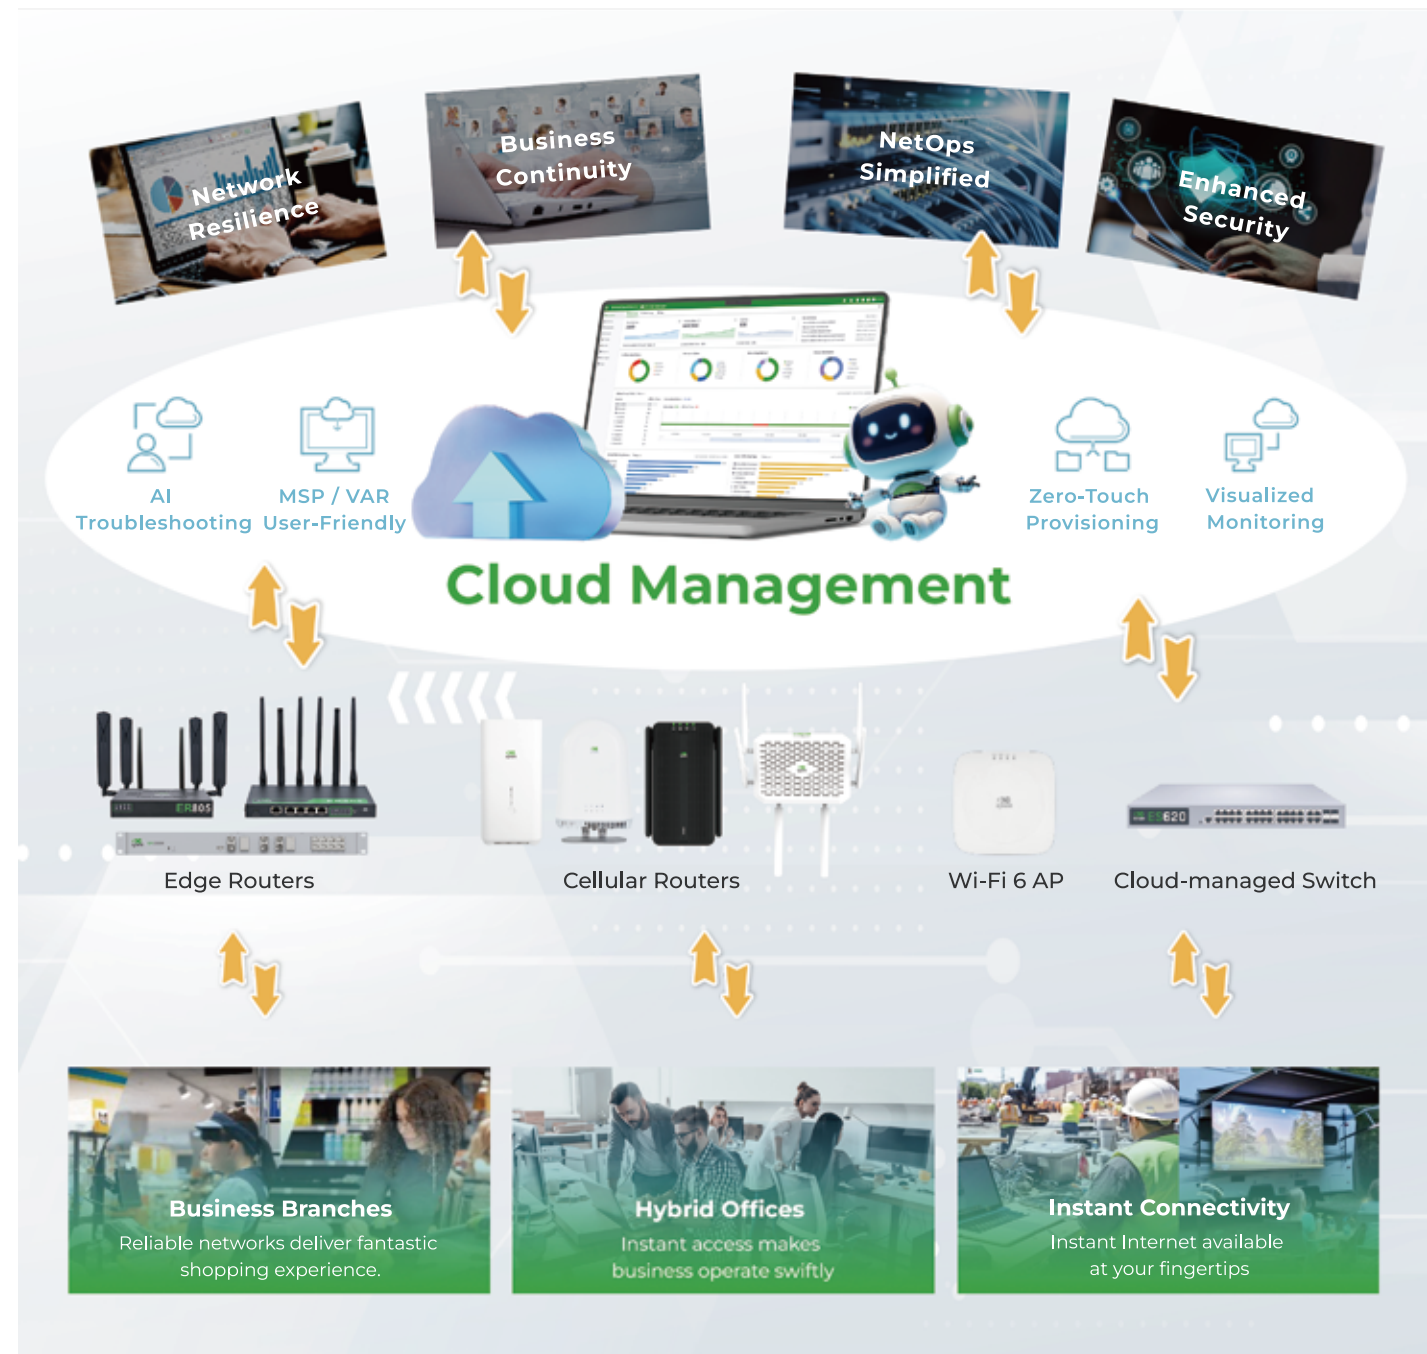 Network
Resilience
Business
Continuity
NetOps
Simplified
Enhanced
Security
AI
Troubleshooting
MSP / VAR
User-Friendly
Zero-Touch
Provisioning
Visualized
Monitoring
Cloud Management
ER805
ES620
Edge Routers
Cellular Routers
Wi-Fi 6 AP
Cloud-managed Switch
Business Branches
Reliable networks deliver fantastic
shopping experience.
Hybrid Offices
Instant access makes
business operate swiftly
Instant Connectivity
Instant Internet available
at your fingertips